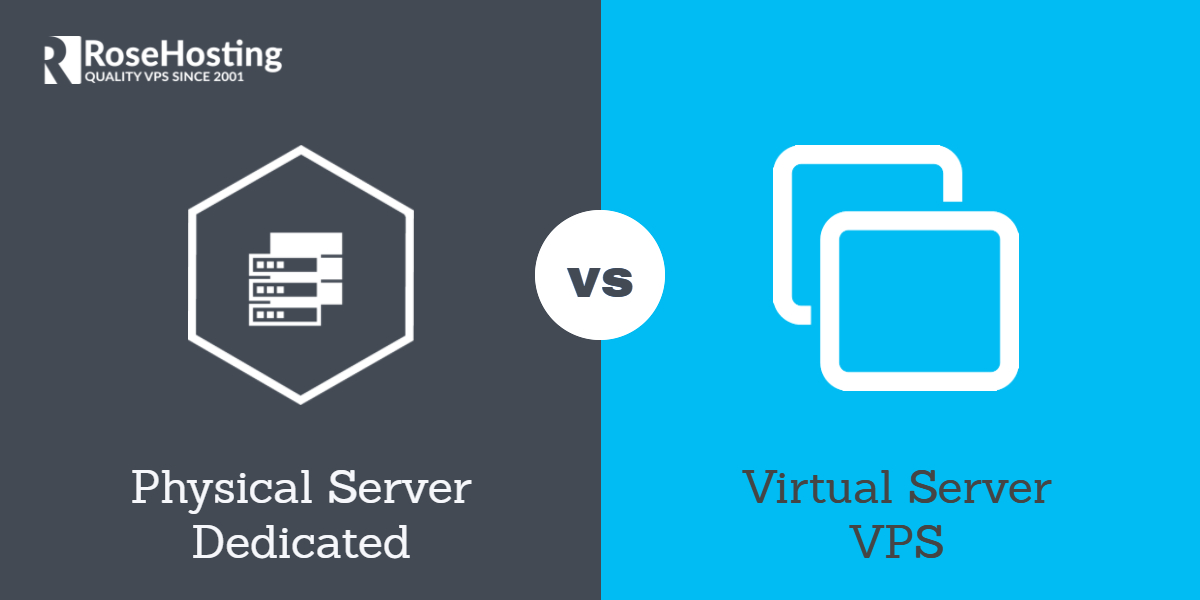 RoseHosting
QUALITY VPS SINCE 2001
vs
Physical Server
Dedicated
Virtual Server
VPS